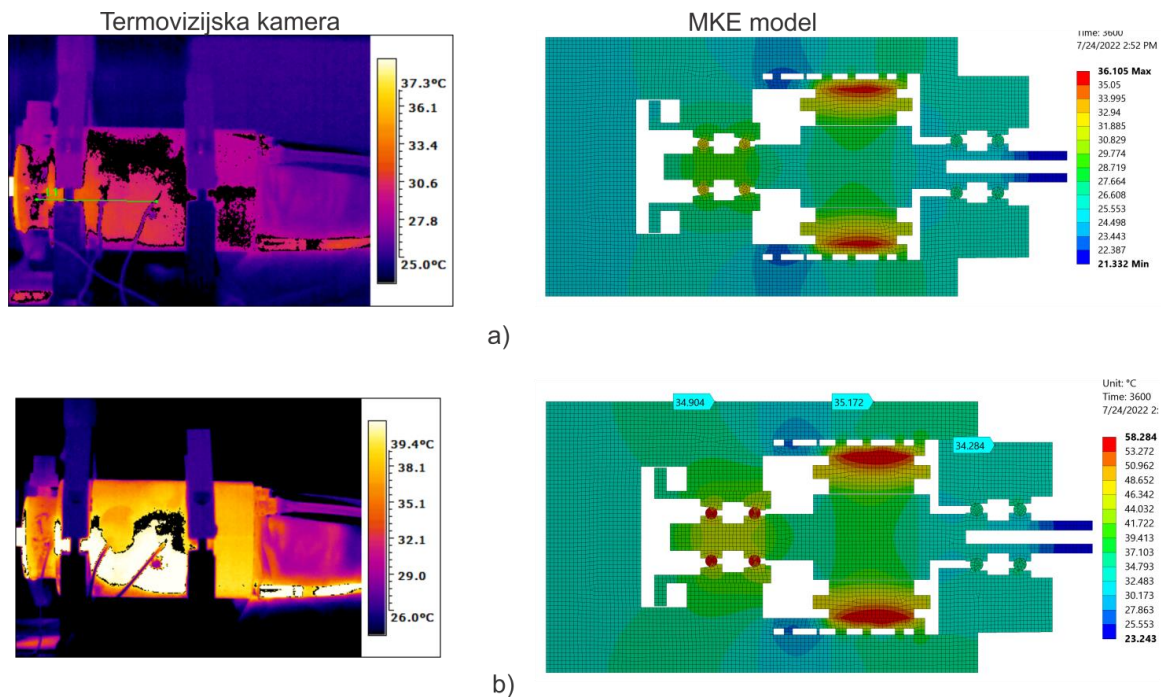 Termovizijska kamera
MKE model
37.3°C
36.1
33.4
30.6
27.8
25.0°C
Time: 3600
7/24/2022 2:52 PM
36.105 Max
35.05
33.995
32.94
31.885
30.829
29.774
28.719
27.664
26.608
25.553
24.498
23.443
22.387
21.332 Min
a)
39.4°C
38.1
35.1
32.1
29.0
26.0°C
34.904
35.172
34.284
Unit: °C
Time: 3600
7/24/2022 2:
58.284
53.272
50.962
48.652
46.342
44.032
41.722
39.413
37.103
34.793
32.483
30.173
27.863
25.553
23.243
b)